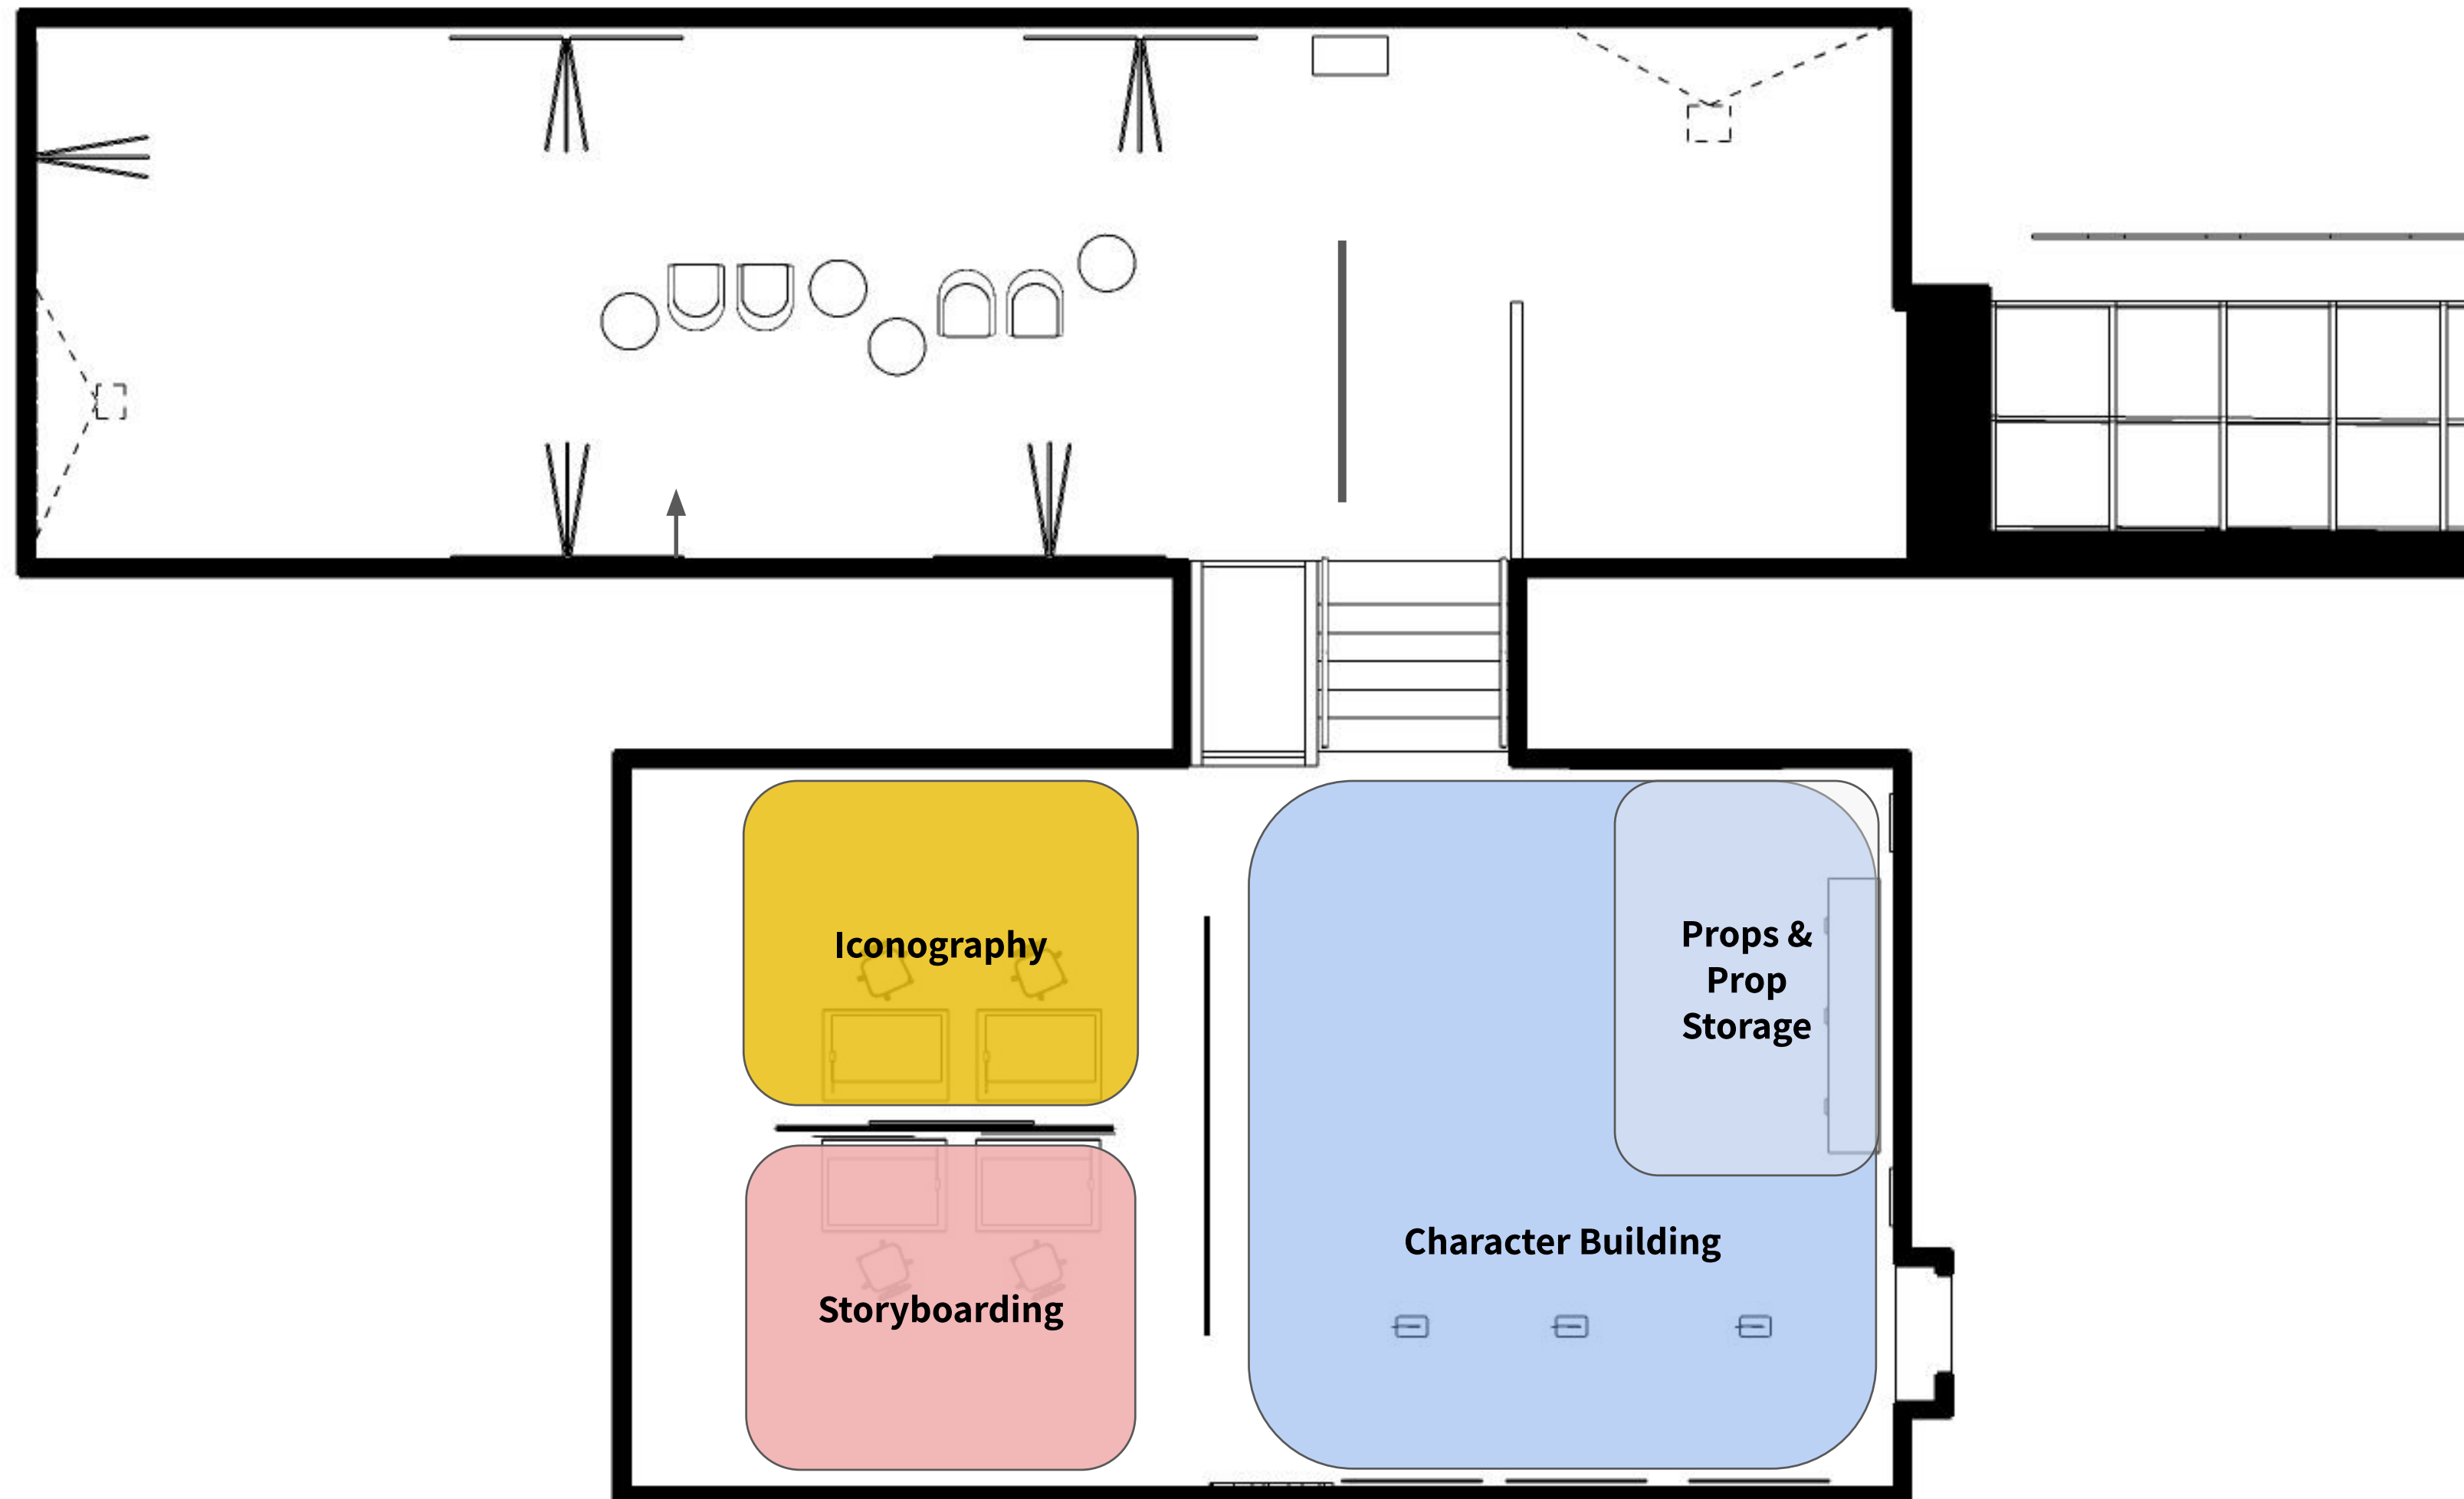 Iconography
Props &
Prop
Storage
Character Building
Storyboarding